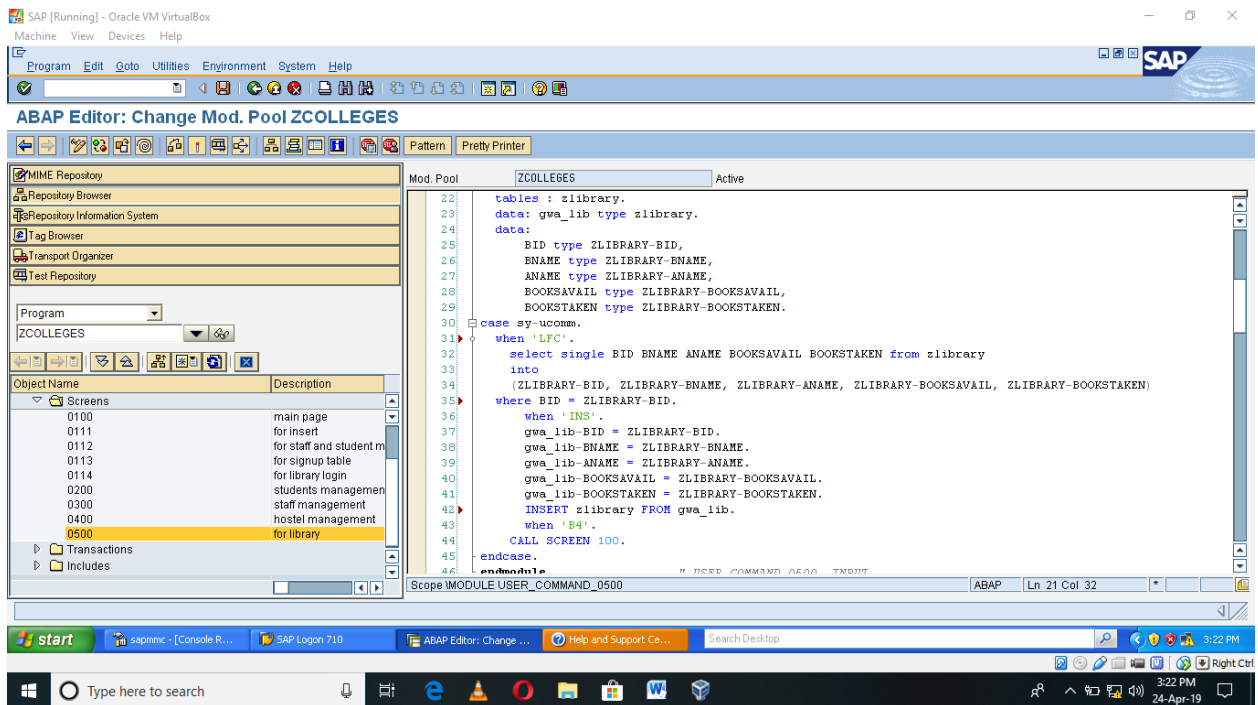 SAP [Running] - Oracle VM VirtualBox
Machine View Devices Help
Program Edit Goto Utilities Environment System Help
SAP
ABAP Editor: Change Mod. Pool ZCOLLEGES
Pattern Pretty Printer
MIME Repository
Repository Browser
Repository Information System
Tag Browser
Transport Organizer
Test Repository
Program
ZCOLLEGES
Object Name Description
Screens
0100 main page
0111 for insert
0112 for staff and student m
0113 for signup table
0114 for library login
0200 students managemen
0300 staff management
0400 hostel management
0500 for library
Transactions
Includes
Mod. Pool ZCOLLEGES Active
22 tables : zlibrary.
23 data: gwa_lib type zlibrary.
24 data:
25 BID type ZLIBRARY-BID,
26 BNAME type ZLIBRARY-BNAME,
27 ANAME type ZLIBRARY-ANAME,
28 BOOKSAVAIL type ZLIBRARY-BOOKSAVAIL,
29 BOOKSTAKEN type ZLIBRARY-BOOKSTAKEN.
30 case sy-ucomm.
31 when 'LFC'.
32 select single BID BNAME ANAME BOOKSAVAIL BOOKSTAKEN from zlibrary
33 into
34 (ZLIBRARY-BID, ZLIBRARY-BNAME, ZLIBRARY-ANAME, ZLIBRARY-BOOKSAVAIL, ZLIBRARY-BOOKSTAKEN)
35 where BID = ZLIBRARY-BID.
36 when 'INS'.
37 gwa_lib-BID = ZLIBRARY-BID.
38 gwa_lib-BNAME = ZLIBRARY-BNAME.
39 gwa_lib-ANAME = ZLIBRARY-ANAME.
40 gwa_lib-BOOKSAVAIL = ZLIBRARY-BOOKSAVAIL.
41 gwa_lib-BOOKSTAKEN = ZLIBRARY-BOOKSTAKEN.
42 INSERT zlibrary FROM gwa_lib.
43 when 'B4'.
44 CALL SCREEN 100.
45 endcase.
46 endmodule. " USER_COMMAND_0500 INPUT
Scope \MODULE USER_COMMAND_0500 ABAP Ln 21 Col 32 *
start sapmmc - [Console R... SAP Logon 710 ABAP Editor: Change ... Help and Support Ce... Search Desktop 3:22 PM
Right Ctrl
Type here to search 3:22 PM
24-Apr-19